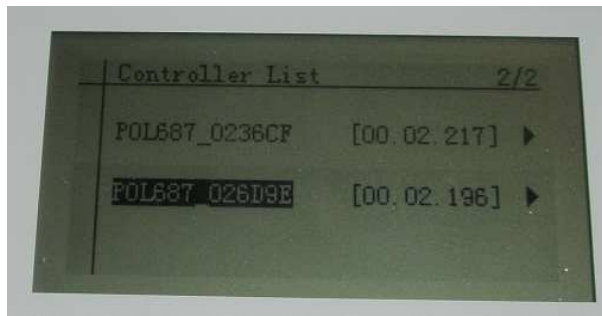 Controller List 2/2
POL687_0236CF [00.02.217] ▶
POL687_026D9E [00.02.196] ▶